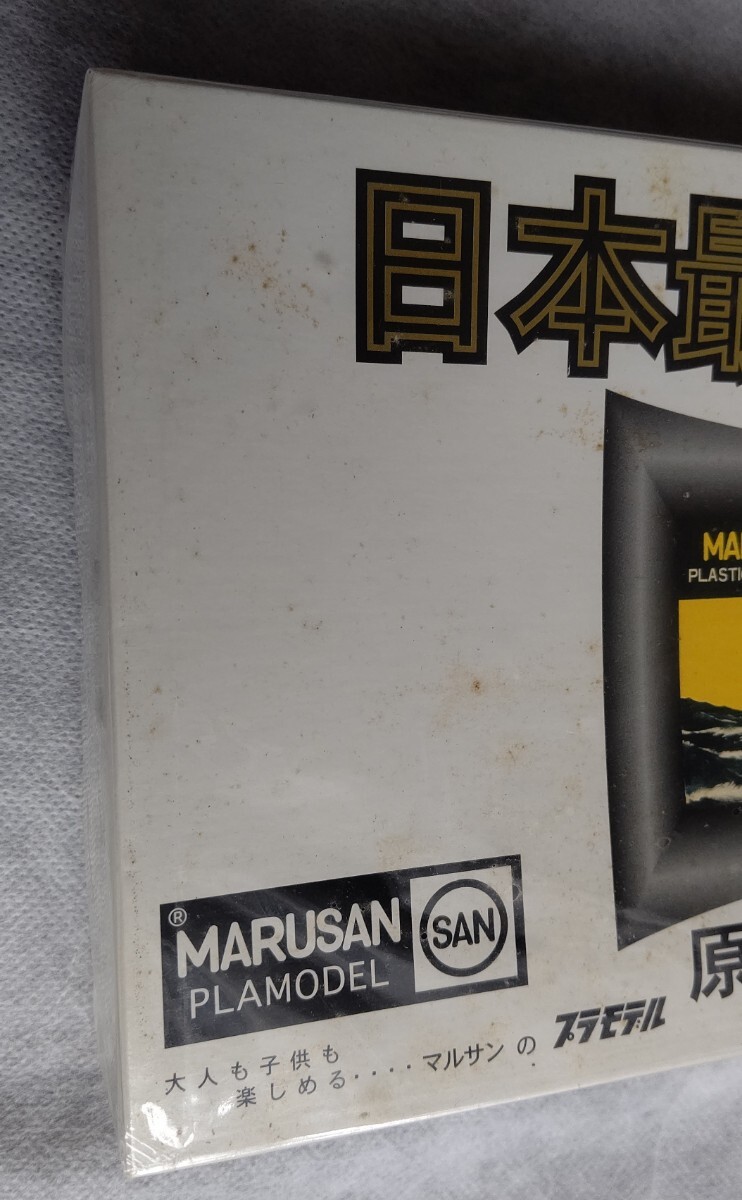 日本最
MA
PLASTI
® MARUSAN
PLAMODEL
SAN
原
大人も子供も
楽しめる････マルサンの プラモデル